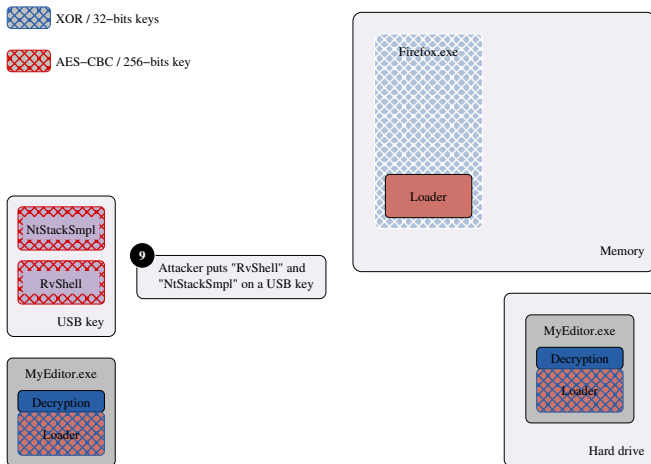 XOR / 32−bits keys
AES−CBC / 256−bits key
Firefox.exe
Loader
Memory
NtStackSmpl
RvShell
USB key
9
Attacker puts "RvShell" and
"NtStackSmpl" on a USB key
MyEditor.exe
Decryption
Loader
Hard drive
MyEditor.exe
Decryption
Loader